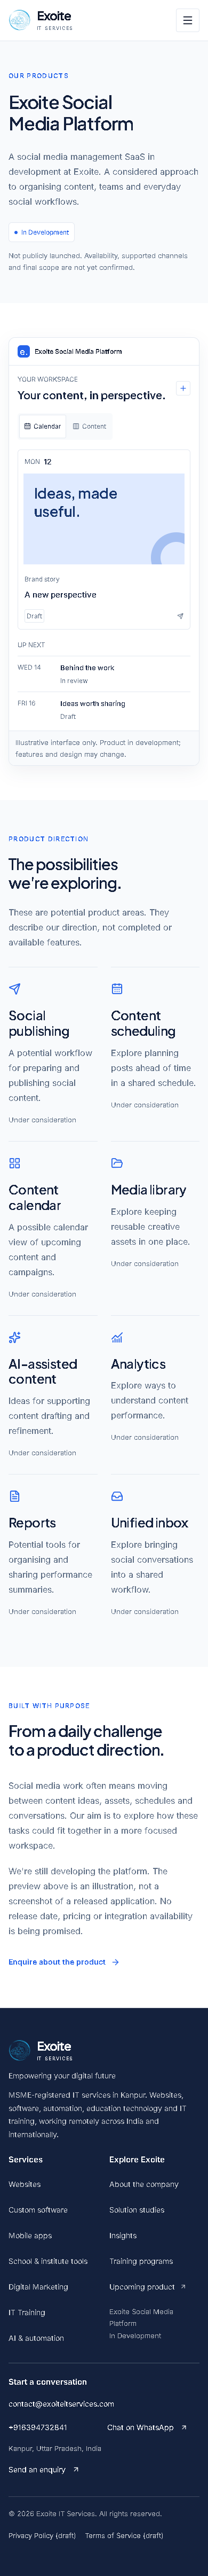 Exoite
IT SERVICES
OUR PRODUCTS
Exoite Social
Media Platform
A social media management SaaS in
development at Exoite. A considered approach
to organising content, teams and everyday
social workflows.
In Development
Not publicly launched. Availability, supported channels
and final scope are not yet confirmed.
e.
Exoite Social Media Platform
YOUR WORKSPACE
Your content, in perspective.
Calendar
Content
MON 12
Ideas, made
useful.
Brand story
A new perspective
Draft
UP NEXT
WED 14
Behind the work
In review
FRI 16
Ideas worth sharing
Draft
Illustrative interface only. Product in development;
features and design may change.
PRODUCT DIRECTION
The possibilities
we're exploring.
These are potential product areas. They
describe our direction, not completed or
available features.
Social
publishing
A potential workflow
for preparing and
publishing social
content.
Under consideration
Content
scheduling
Explore planning
posts ahead of time
in a shared schedule.
Under consideration
Content
calendar
A possible calendar
view of upcoming
content and
campaigns.
Under consideration
Media library
Explore keeping
reusable creative
assets in one place.
Under consideration
AI-assisted
content
Ideas for supporting
content drafting and
refinement.
Under consideration
Analytics
Explore ways to
understand content
performance.
Under consideration
Reports
Potential tools for
organising and
sharing performance
summaries.
Under consideration
Unified inbox
Explore bringing
social conversations
into a shared
workflow.
Under consideration
BUILT WITH PURPOSE
From a daily challenge
to a product direction.
Social media work often means moving
between content ideas, assets, schedules and
conversations. Our aim is to explore how these
tasks could fit together in a more focused
workspace.
We're still developing the platform. The
preview above is an illustration, not a
screenshot of a released application. No
release date, pricing or integration availability
is being promised.
Enquire about the product
Exoite
IT SERVICES
Empowering your digital future
MSME-registered IT services in Kanpur. Websites,
software, automation, education technology and IT
training, working remotely across India and
internationally.
Services
Websites
Custom software
Mobile apps
School & institute tools
Digital Marketing
IT Training
AI & automation
Explore Exoite
About the company
Solution studies
Insights
Training programs
Upcoming product
Exoite Social Media
Platform
In Development
Start a conversation
contact@exoiteitservices.com
+916394732841
Chat on WhatsApp
Kanpur, Uttar Pradesh, India
Send an enquiry
© 2026 Exoite IT Services. All rights reserved.
Privacy Policy (draft)
Terms of Service (draft)